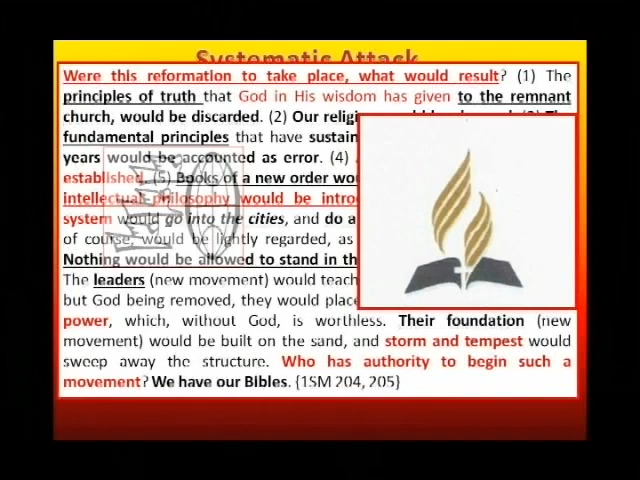 Systematic Attack
Were this reformation to take place, what would result? (1) The
principles of truth that God in His wisdom has given to the remnant
church, would be discarded. (2) Our
fundamental principles that have
years would be accounted as error. (4)
established. (5) Books of a new order
intellectual philosophy would be
system would go into the cities, and do
of course, would be lightly regarded, as
Nothing would be allowed to stand in
The leaders (new movement) would teach
but God being removed, they would place
power, which, without God, is worthless. Their foundation (new
movement) would be built on the sand, and storm and tempest would
sweep away the structure. Who has authority to begin such a
movement? We have our Bibles. {1SM 204, 205}